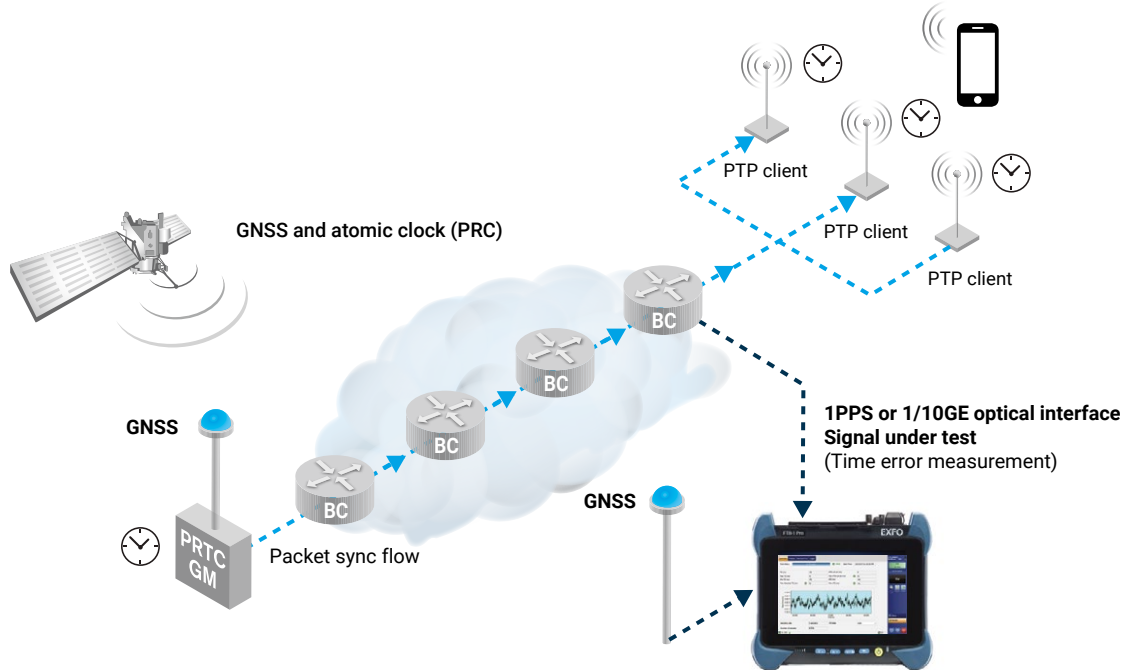 PTP client
PTP client
PTP client
GNSS and atomic clock (PRC)
BC
BC
BC
BC
1PPS or 1/10GE optical interface
Signal under test
(Time error measurement)
GNSS
GNSS
PRTC
GM
Packet sync flow
EXFO